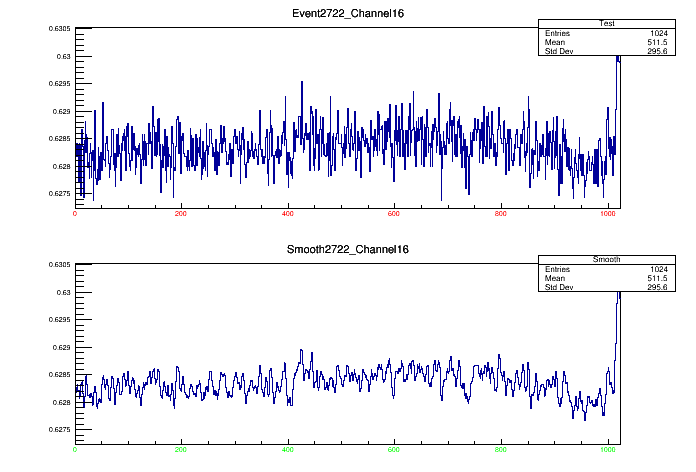 Event2722_Channel16
Test
Entries 1024
Mean 511.5
Std Dev 295.6
0.6305
0.63
0.6295
0.629
0.6285
0.628
0.6275
0 200 400 600 800 1000
Smooth2722_Channel16
Smooth
Entries 1024
Mean 511.5
Std Dev 295.6
0.6305
0.63
0.6295
0.629
0.6285
0.628
0.6275
0 200 400 600 800 1000